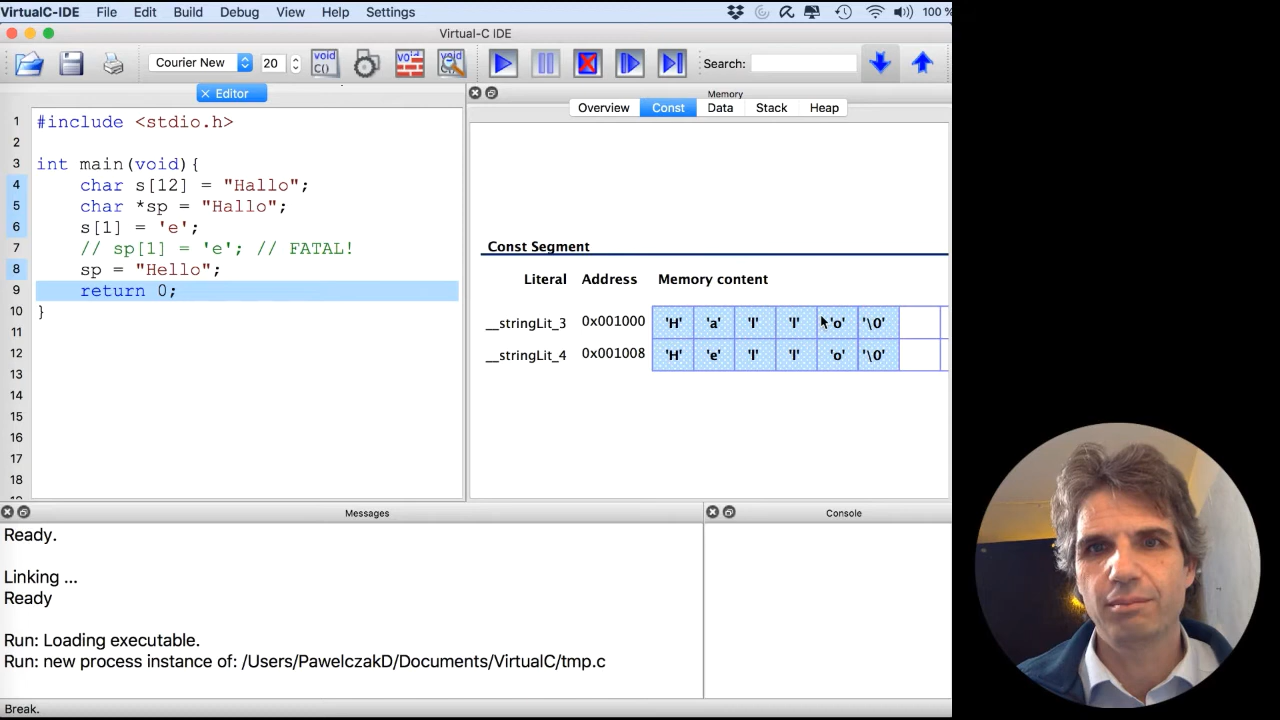 VirtualC-IDE File Edit Build Debug View Help Settings 100 %
Virtual-C IDE
Courier New 20 void C() void void C() Search:
× Editor
Memory
Overview Const Data Stack Heap
1 #include <stdio.h>
2
3 int main(void){
4 char s[12] = "Hallo";
5 char *sp = "Hallo";
6 s[1] = 'e';
7 // sp[1] = 'e'; // FATAL!
8 sp = "Hello";
9 return 0;
10 }
11
12
13
14
15
16
17
18
Const Segment
Literal Address Memory content
__stringLit_3 0x001000 'H' 'a' 'l' 'l' 'o' '\0'
__stringLit_4 0x001008 'H' 'e' 'l' 'l' 'o' '\0'
Messages
Ready.
Linking ...
Ready
Run: Loading executable.
Run: new process instance of: /Users/PawelczakD/Documents/VirtualC/tmp.c
Console
Break.